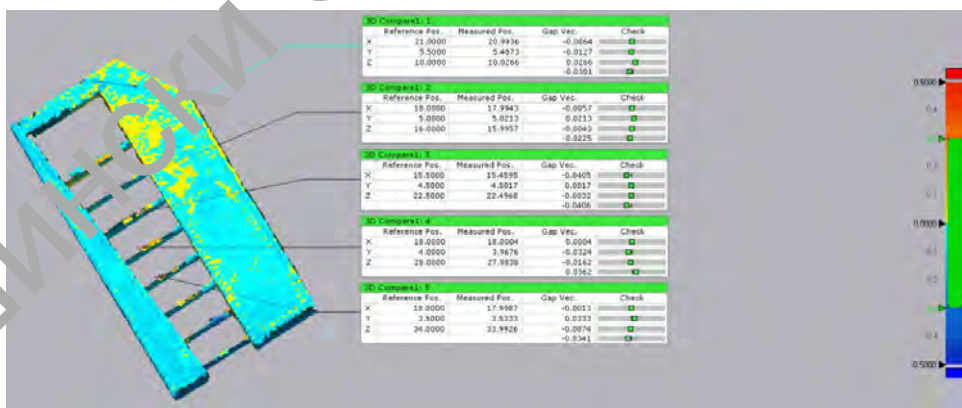 3D Compare1: 1
Reference Pos. Measured Pos. Gap Vec. Check
X 21.0000 20.9936 -0.0064
Y 5.5000 5.4873 -0.0127
Z 10.0000 10.0266 0.0266
-0.0301
3D Compare1: 2
Reference Pos. Measured Pos. Gap Vec. Check
X 18.0000 17.9943 -0.0057
Y 5.0000 5.0213 0.0213
Z 16.0000 15.9957 -0.0043
-0.0225
3D Compare1: 3
Reference Pos. Measured Pos. Gap Vec. Check
X 15.5000 15.4595 -0.0405
Y 4.5000 4.5017 0.0017
Z 22.5000 22.4968 -0.0032
-0.0406
3D Compare1: 4
Reference Pos. Measured Pos. Gap Vec. Check
X 18.0000 18.0004 0.0004
Y 4.0000 3.9676 -0.0324
Z 28.0000 27.9838 -0.0162
0.0362
3D Compare1: 5
Reference Pos. Measured Pos. Gap Vec. Check
X 18.0000 17.9987 -0.0013
Y 3.5000 3.5333 0.0333
Z 34.0000 33.9926 -0.0074
-0.0341
0.5000
0.4
0.0000
0.4
-0.5000